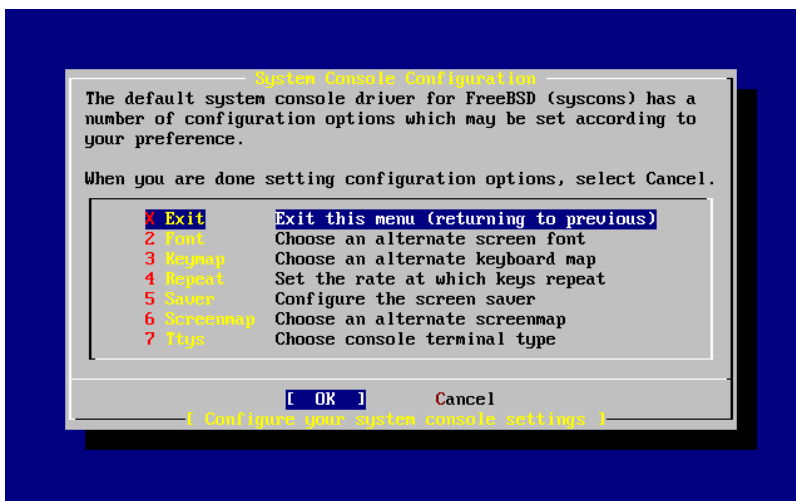 System Console Configuration
The default system console driver for FreeBSD (syscons) has a
number of configuration options which may be set according to
your preference.
When you are done setting configuration options, select Cancel.
X Exit Exit this menu (returning to previous)
2 Font Choose an alternate screen font
3 Keymap Choose an alternate keyboard map
4 Repeat Set the rate at which keys repeat
5 Saver Configure the screen saver
6 Screenmap Choose an alternate screenmap
7 Ttys Choose console terminal type
[ OK ] Cancel
[ Configure your system console settings ]